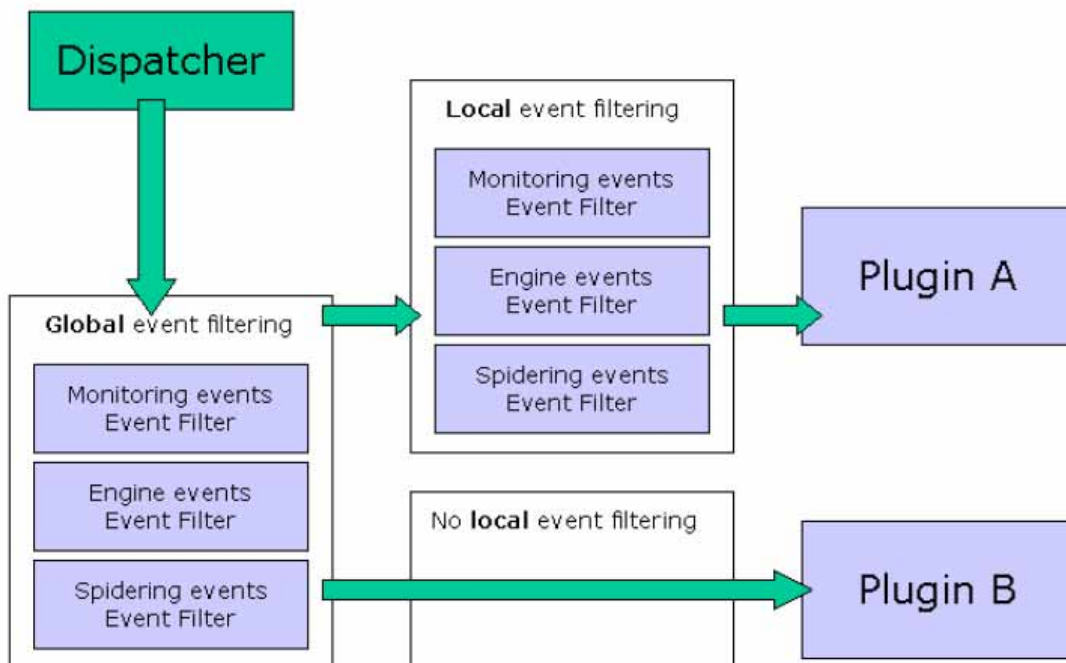 Dispatcher
Local event filtering
Monitoring events
Event Filter
Engine events
Event Filter
Spidering events
Event Filter
Plugin A
Global event filtering
Monitoring events
Event Filter
Engine events
Event Filter
Spidering events
Event Filter
No local event filtering
Plugin B